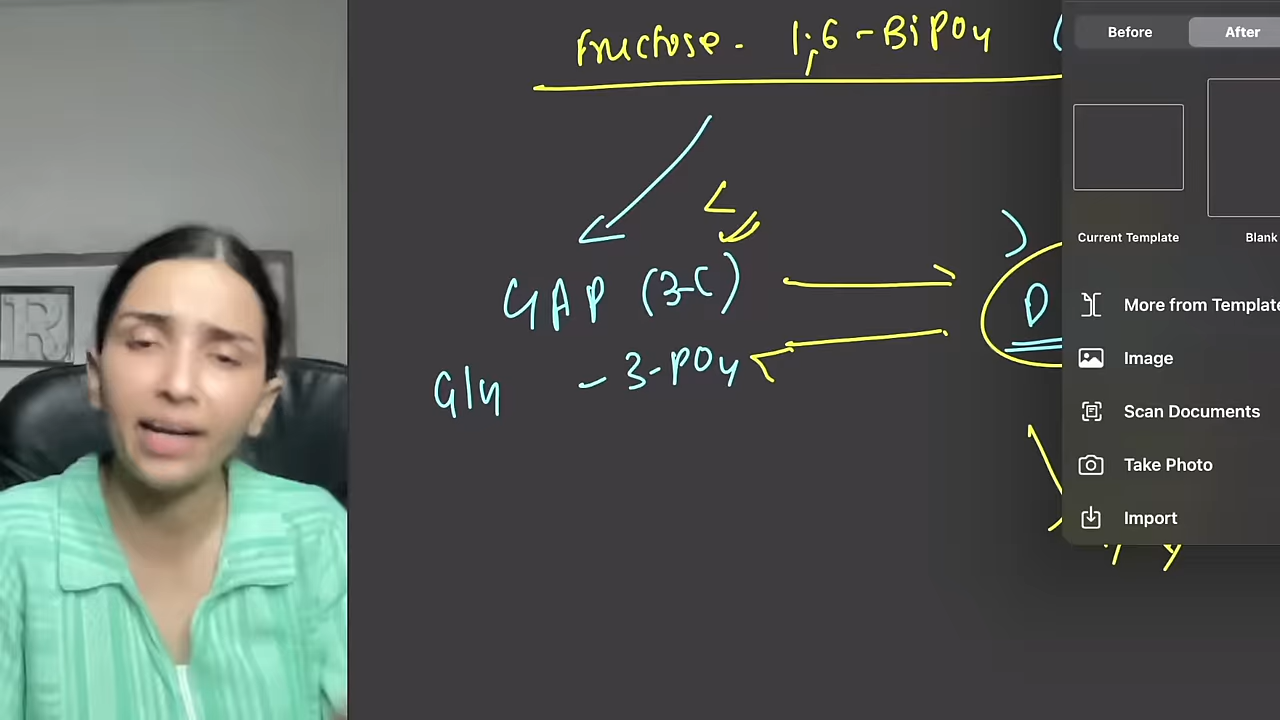 Fructose - 1,6-BiPO4 (
Before After
Current Template Blank
GAP (3-C) D
Gly - 3-PO4
More from Template
Image
Scan Documents
Take Photo
Import
R